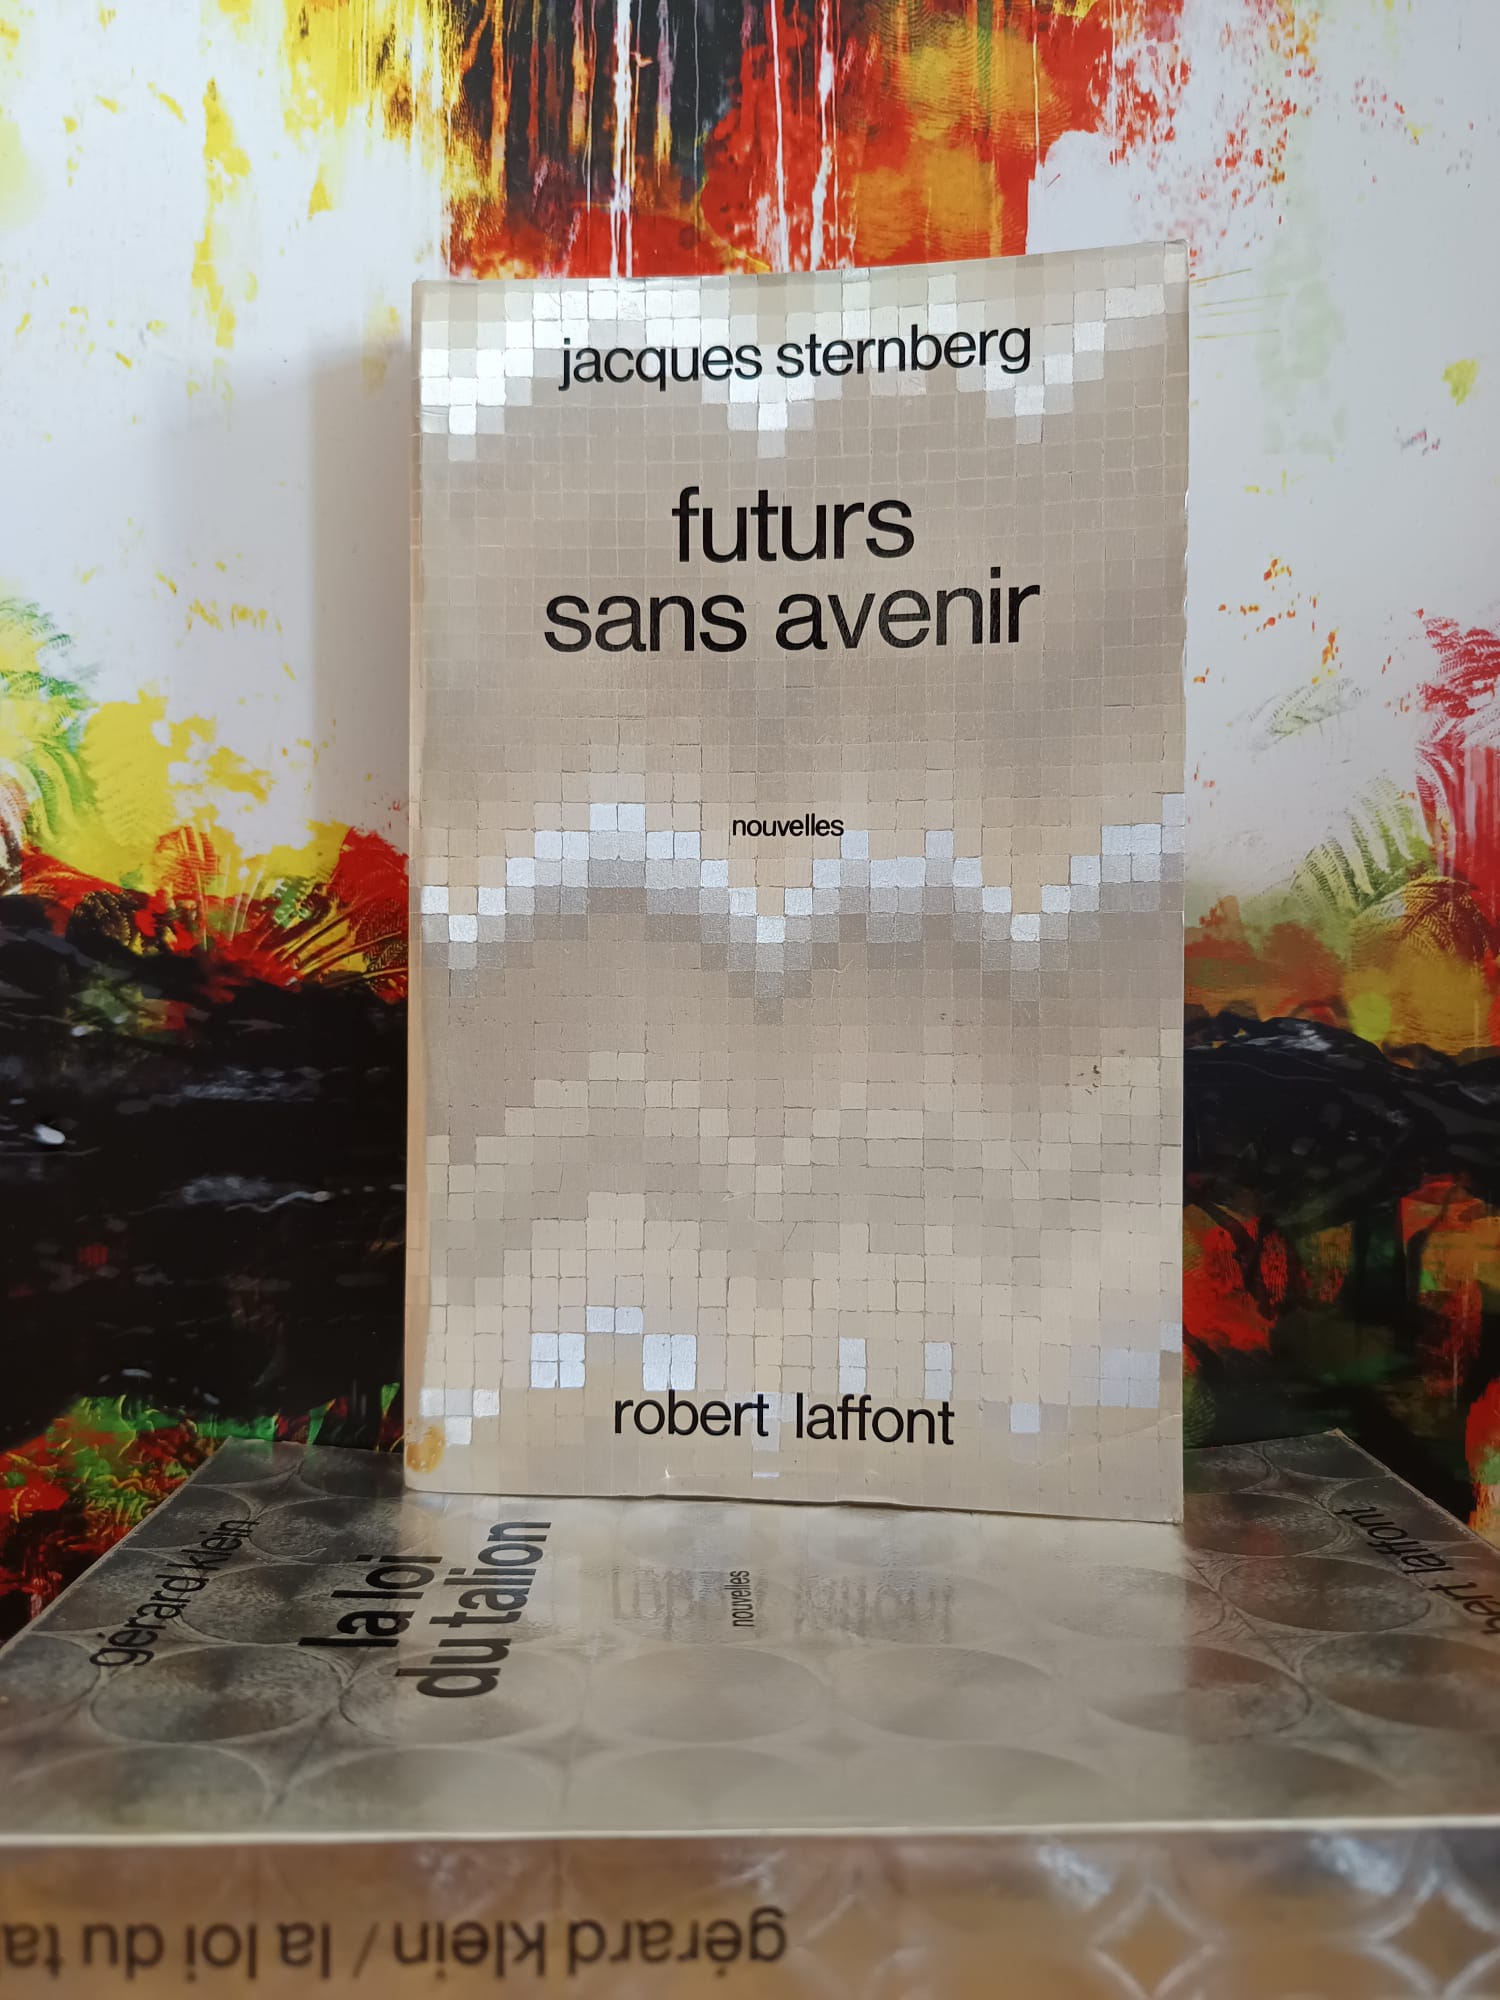 jacques sternberg
futurs
sans avenir
nouvelles
robert laffont
gérard klein
la loi
du talion
nouvelles
laffont
gérard klein / la loi du